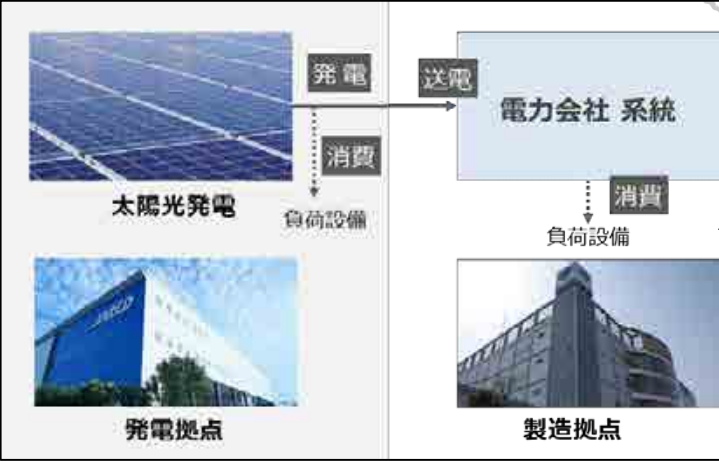 発電
送電
電力会社 系統
消費
太陽光発電
負荷設備
消費
負荷設備
発電拠点
製造拠点